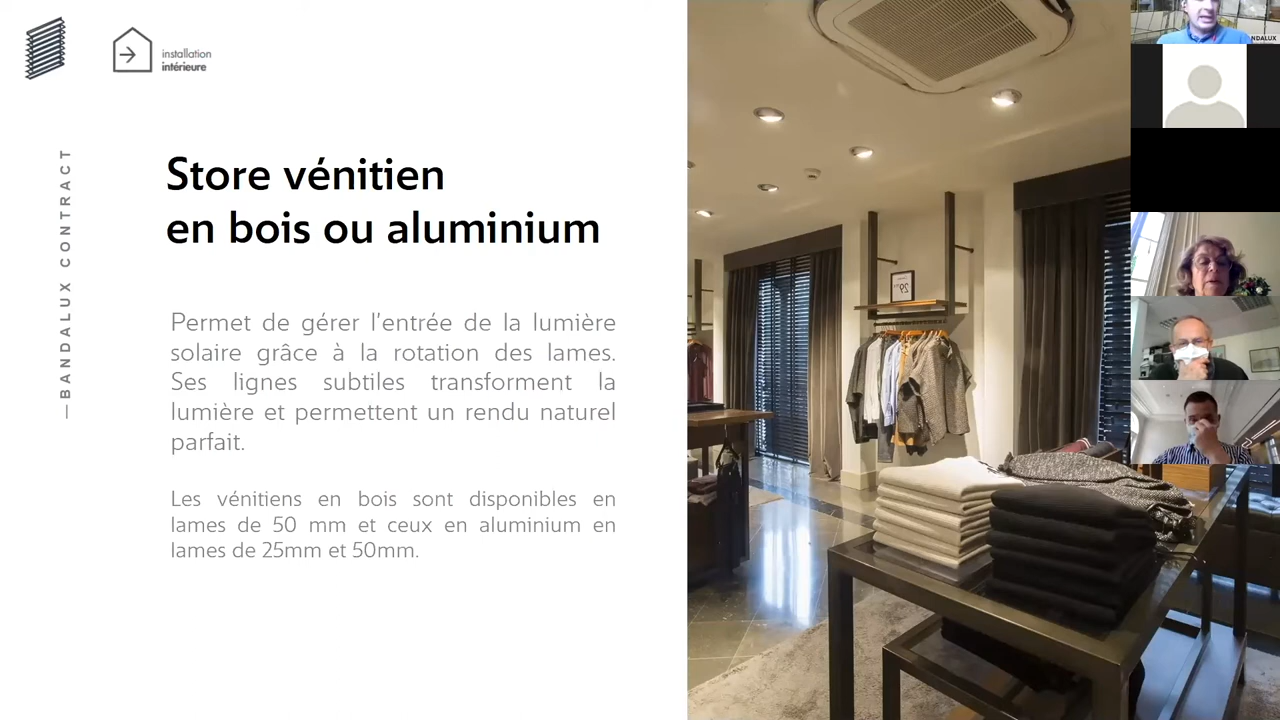 installation
intérieure
BANDALUX CONTRACT
Store vénitien
en bois ou aluminium
Permet de gérer l'entrée de la lumière
solaire grâce à la rotation des lames.
Ses lignes subtiles transforment la
lumière et permettent un rendu naturel
parfait.
Les vénitiens en bois sont disponibles en
lames de 50 mm et ceux en aluminium en
lames de 25mm et 50mm.
NDALUX